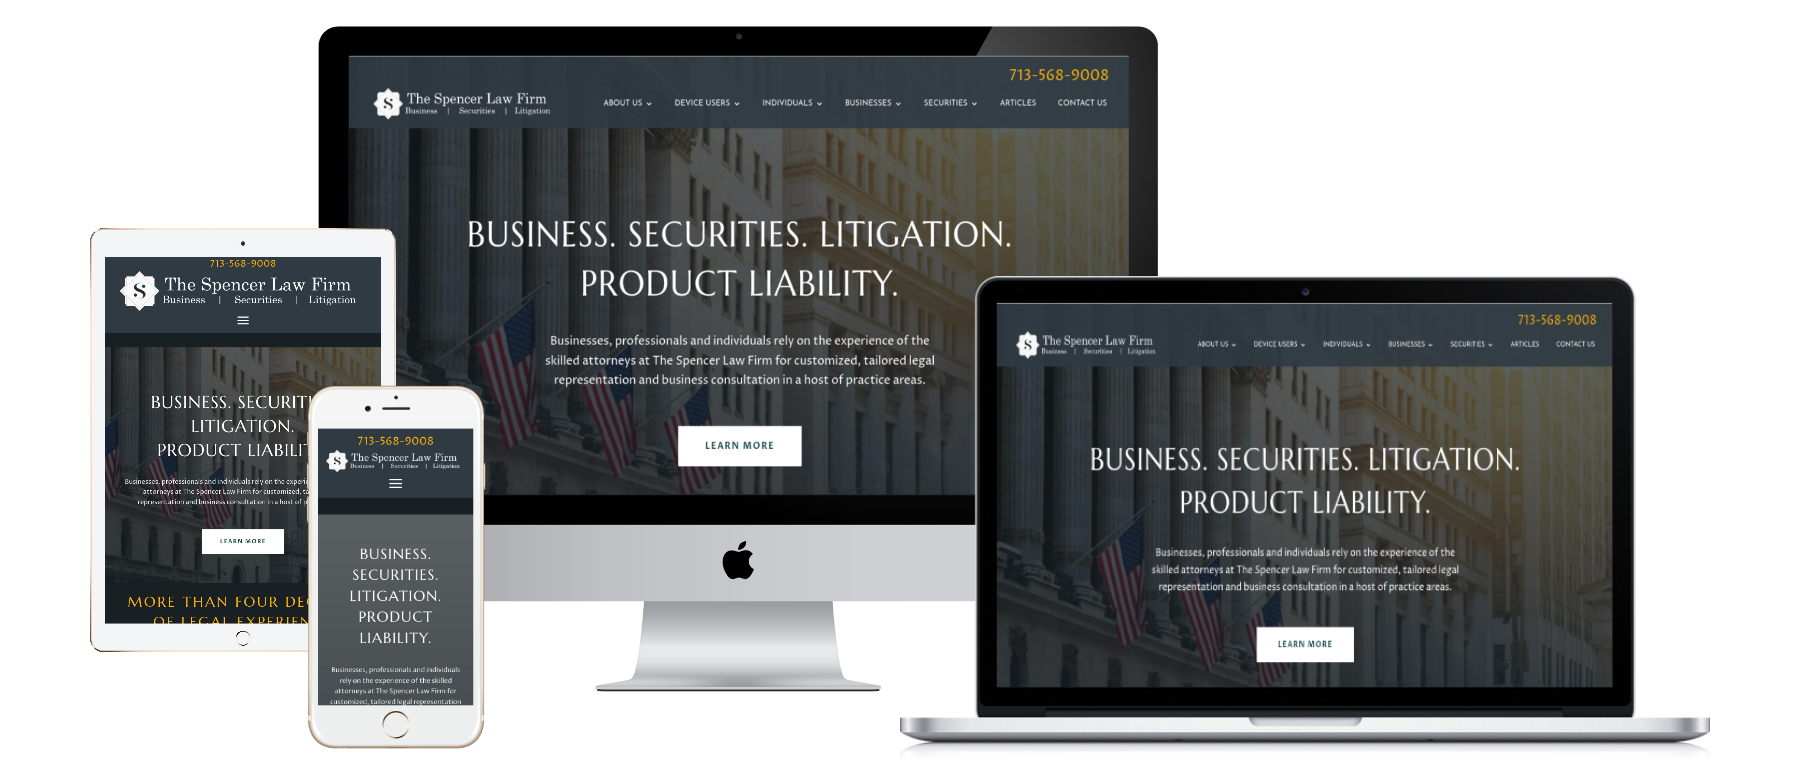 713-568-9008
The Spencer Law Firm
Business | Securities | Litigation
ABOUT US DEVICE USERS INDIVIDUALS BUSINESSES SECURITIES ARTICLES CONTACT US
BUSINESS. SECURITIES. LITIGATION.
PRODUCT LIABILITY.
Businesses, professionals and individuals rely on the experience of the
skilled attorneys at The Spencer Law Firm for customized, tailored legal
representation and business consultation in a host of practice areas.
LEARN MORE
713-568-9008
The Spencer Law Firm
Business | Securities | Litigation
BUSINESS. SECURITI
LITIGATION.
PRODUCT LIABILIT
Businesses, professionals and individuals rely on the experi
attorneys at The Spencer Law Firm for customized, ta
representation and business consultation in a host of p
LEARN MORE
MORE THAN FOUR DE
OF LEGAL EXPERIEN
713-568-9008
The Spencer Law Firm
Business | Securities | Litigation
BUSINESS.
SECURITIES.
LITIGATION.
PRODUCT
LIABILITY.
Businesses, professionals and individuals
rely on the experience of the skilled
attorneys at The Spencer Law Firm for
customized, tailored legal representation
713-568-9008
The Spencer Law Firm
Business | Securities | Litigation
ABOUT US DEVICE USERS INDIVIDUALS BUSINESSES SECURITIES ARTICLES CONTACT US
BUSINESS. SECURITIES. LITIGATION.
PRODUCT LIABILITY.
Businesses, professionals and individuals rely on the experience of the
skilled attorneys at The Spencer Law Firm for customized, tailored legal
representation and business consultation in a host of practice areas.
LEARN MORE